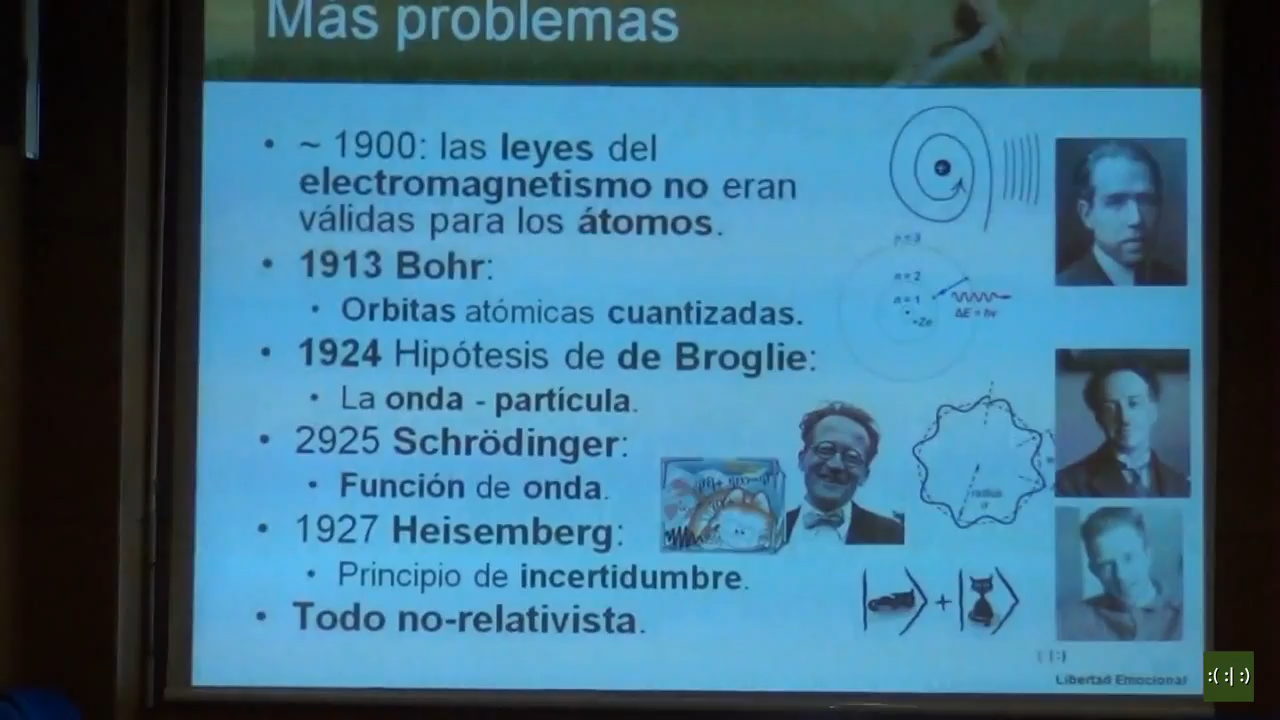 Más problemas
• ~ 1900: las leyes del
electromagnetismo no eran
válidas para los átomos.
• 1913 Bohr:
• Orbitas atómicas cuantizadas.
• 1924 Hipótesis de de Broglie:
• La onda - partícula.
• 2925 Schrödinger:
• Función de onda.
• 1927 Heisemberg:
• Principio de incertidumbre.
• Todo no-relativista.
+
n = 3
n = 2
n = 1
+Ze
ΔE = hν
radius
+
( |:)
Libertad Emocional
:( :| :)